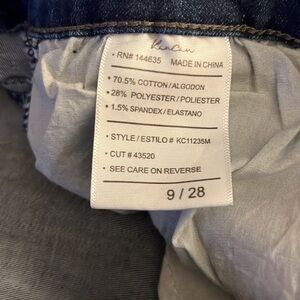 KanCan
• RN# 144635 MADE IN CHINA
• 70.5% COTTON / ALGODON
• 28% POLYESTER / POLIESTER
• 1.5% SPANDEX / ELASTANO
• STYLE / ESTILO # KC11235M
• CUT # 43520
• SEE CARE ON REVERSE
9 / 28